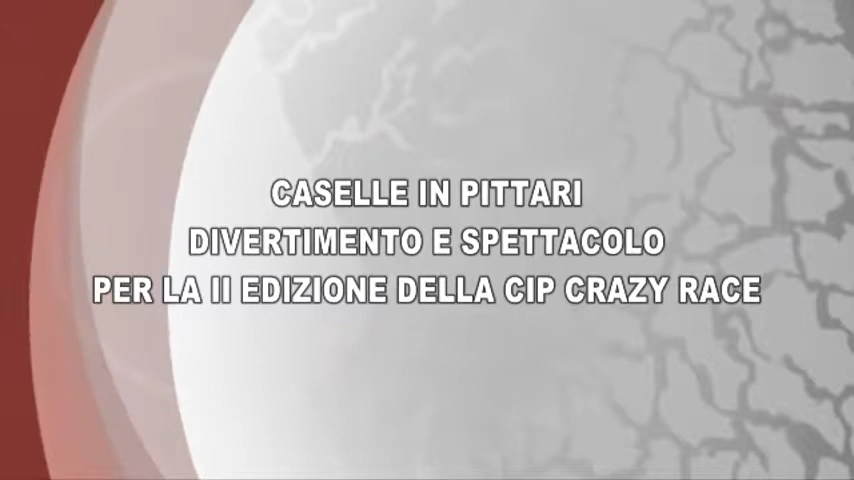 CASELLE IN PITTARI
DIVERTIMENTO E SPETTACOLO
PER LA II EDIZIONE DELLA CIP CRAZY RACE